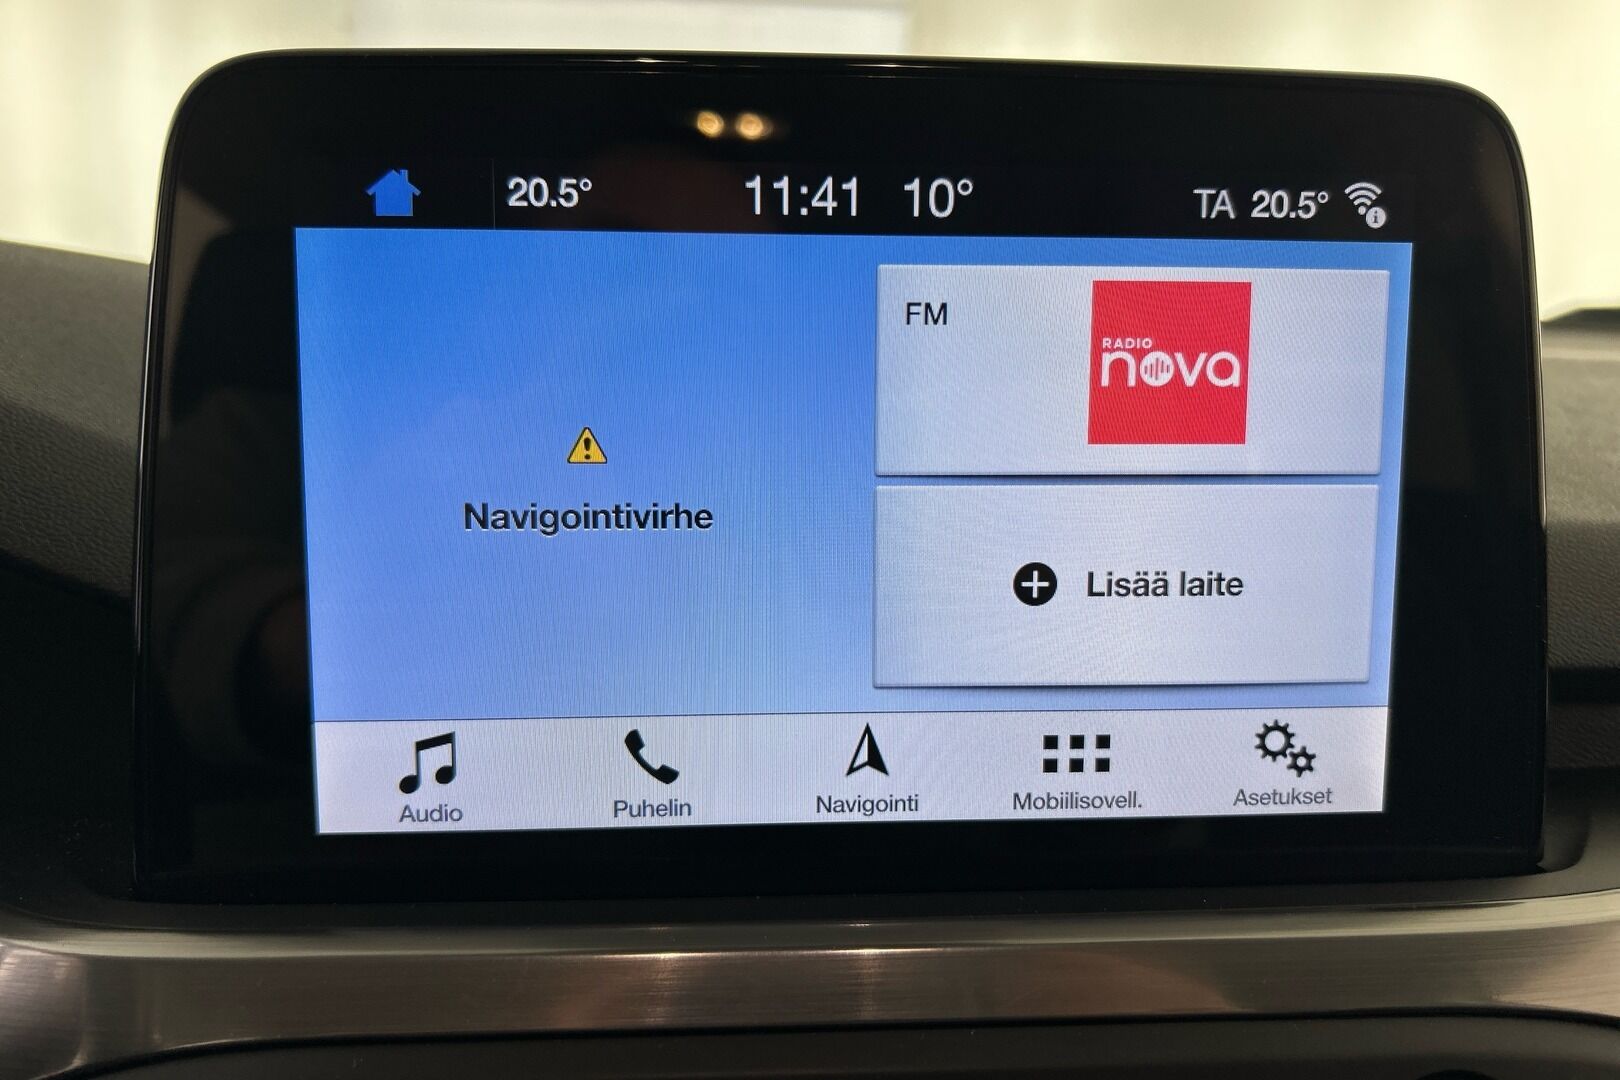 20.5°
11:41
10°
TA 20.5°
FM
RADIO
nova
Navigointivirhe
Lisää laite
Audio
Puhelin
Navigointi
Mobiilisovell.
Asetukset